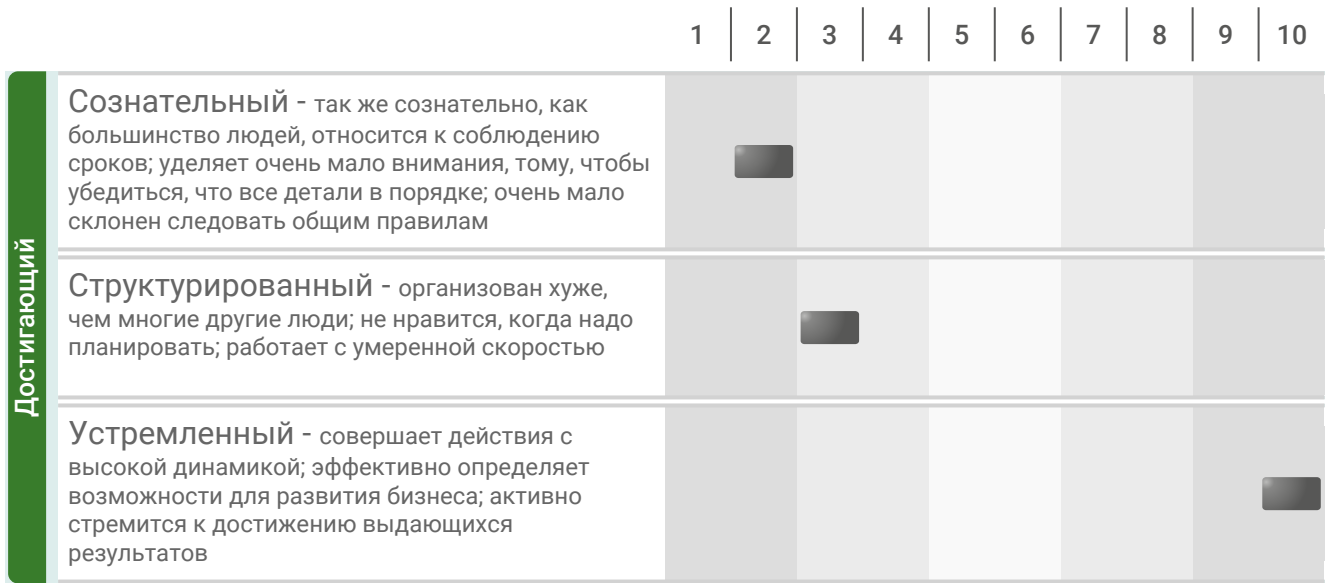 1 2 3 4 5 6 7 8 9 10
Достигающий
Сознательный - так же сознательно, как
большинство людей, относится к соблюдению
сроков; уделяет очень мало внимания, тому, чтобы
убедиться, что все детали в порядке; очень мало
склонен следовать общим правилам
Структурированный - организован хуже,
чем многие другие люди; не нравится, когда надо
планировать; работает с умеренной скоростью
Устремленный - совершает действия с
высокой динамикой; эффективно определяет
возможности для развития бизнеса; активно
стремится к достижению выдающихся
результатов